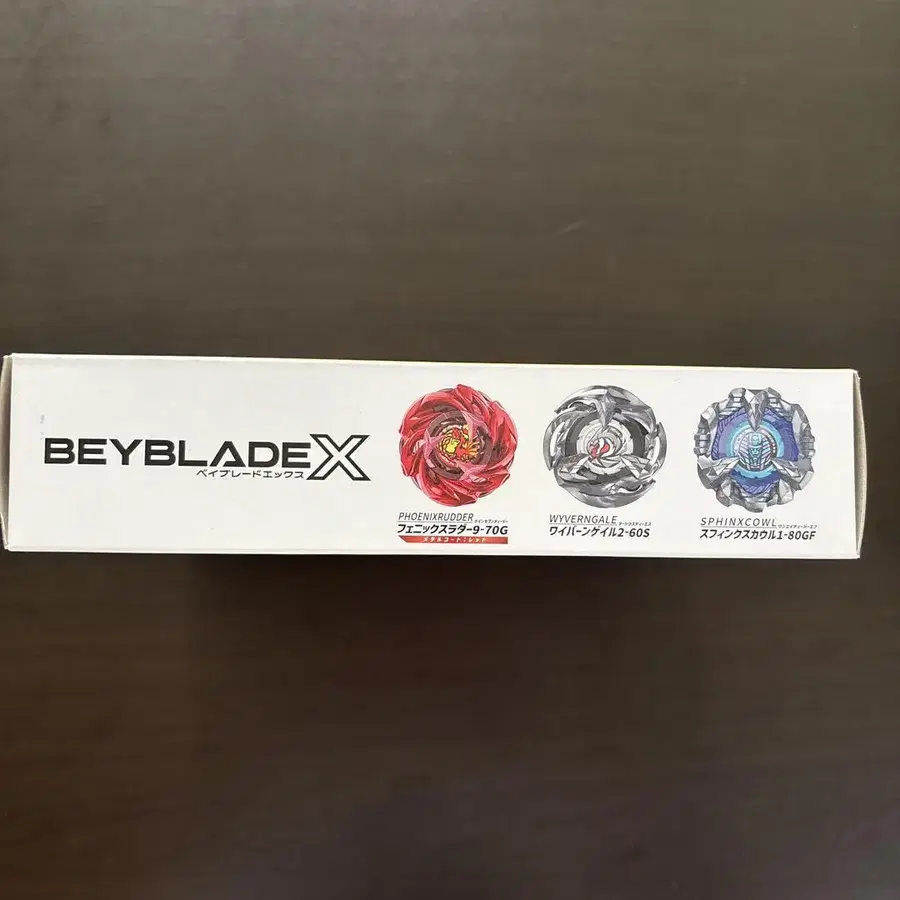 BEYBLADE X
ベイブレードエックス
PHOENIXRUDDER
フェニックスラダー9-70G
メタルコート:レッド
WYVERNGALE
ワイバーンゲイル2-60S
SPHINXCOWL
スフィンクスカウル1-80GF